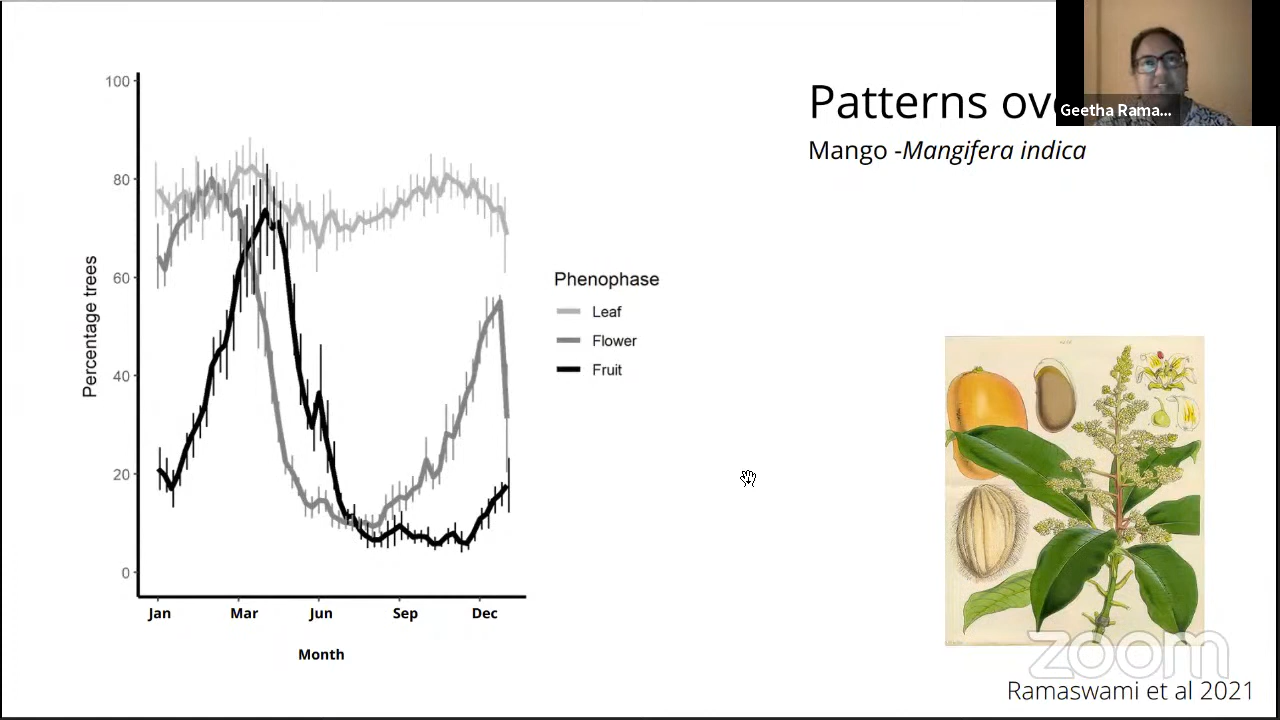 Patterns ov
Geetha Rama...
Mango -Mangifera indica
100
80
60
40
20
0
Percentage trees
Jan Mar Jun Sep Dec
Month
Phenophase
Leaf
Flower
Fruit
zoom
Ramaswami et al 2021